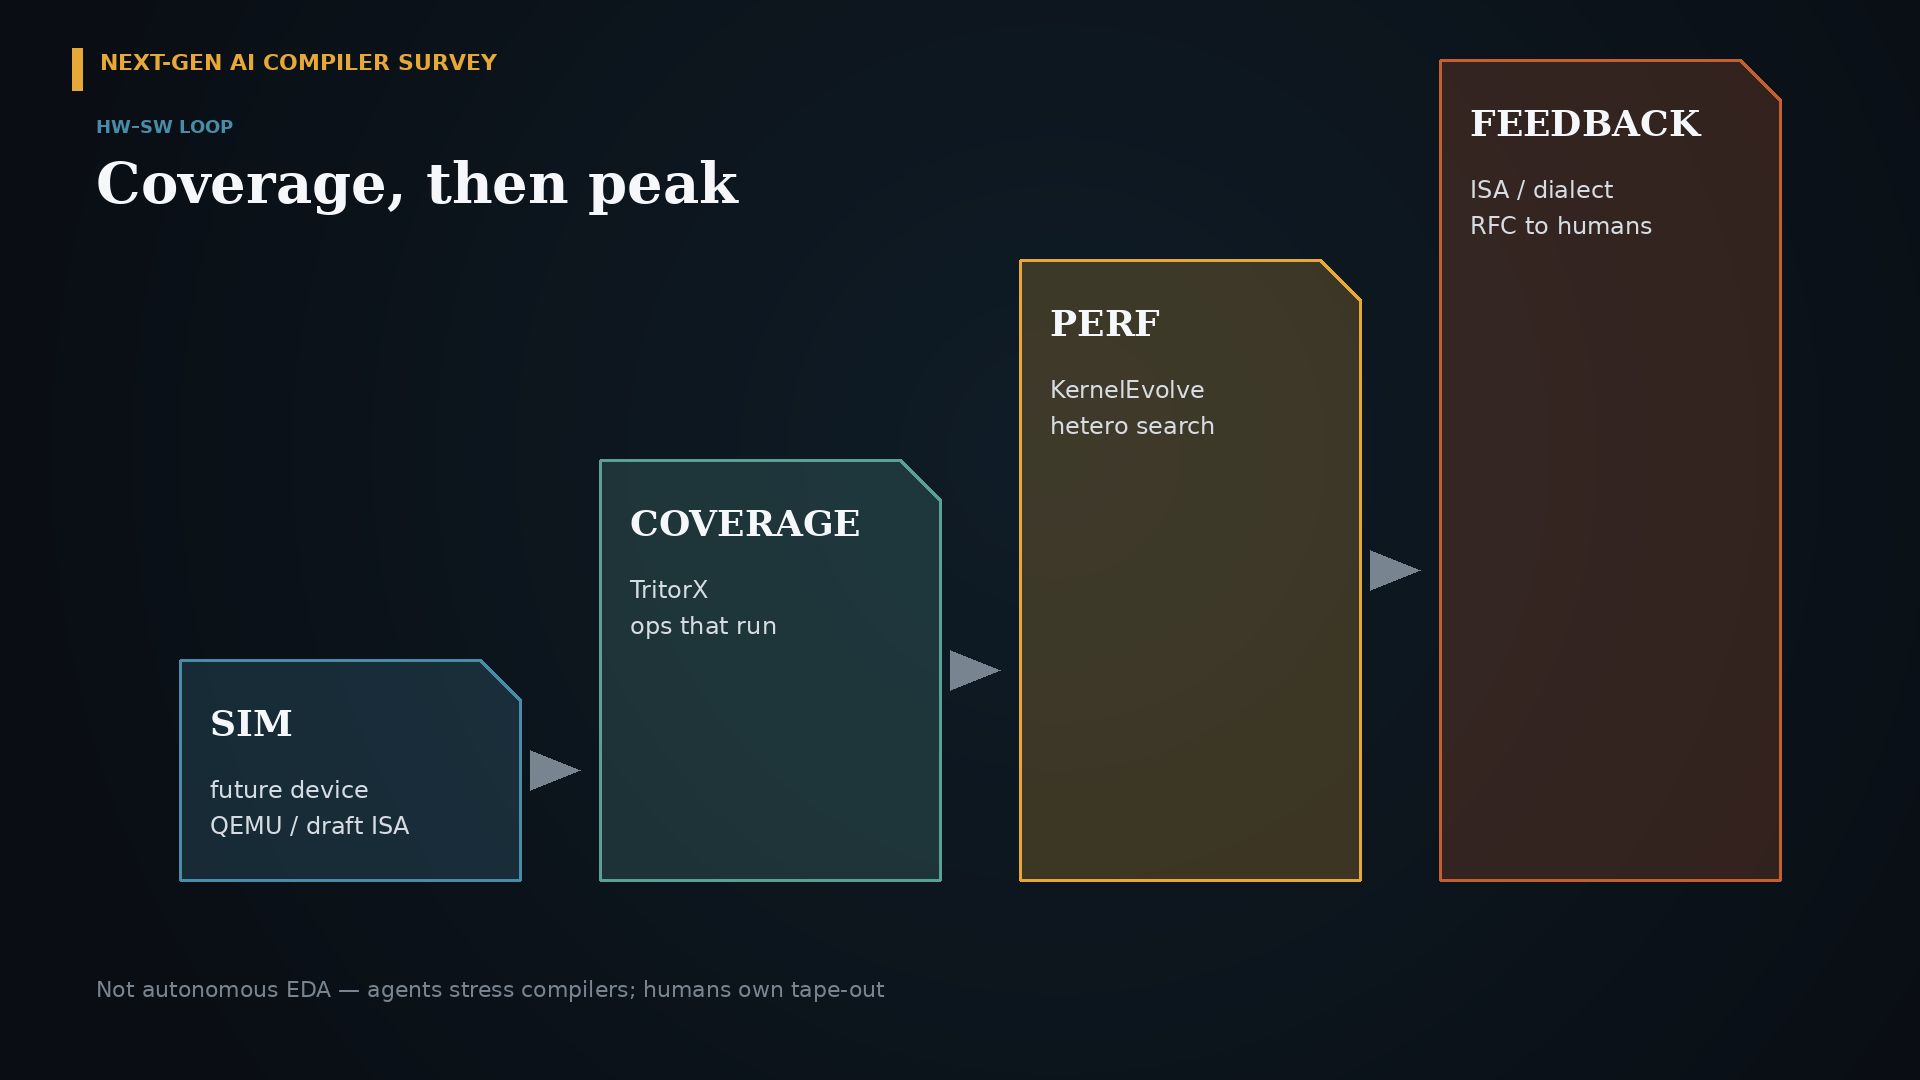 NEXT-GEN AI COMPILER SURVEY
HW–SW LOOP
Coverage, then peak
SIM
future device
QEMU / draft ISA
COVERAGE
TritorX
ops that run
PERF
KernelEvolve
hetero search
FEEDBACK
ISA / dialect
RFC to humans
Not autonomous EDA — agents stress compilers; humans own tape-out